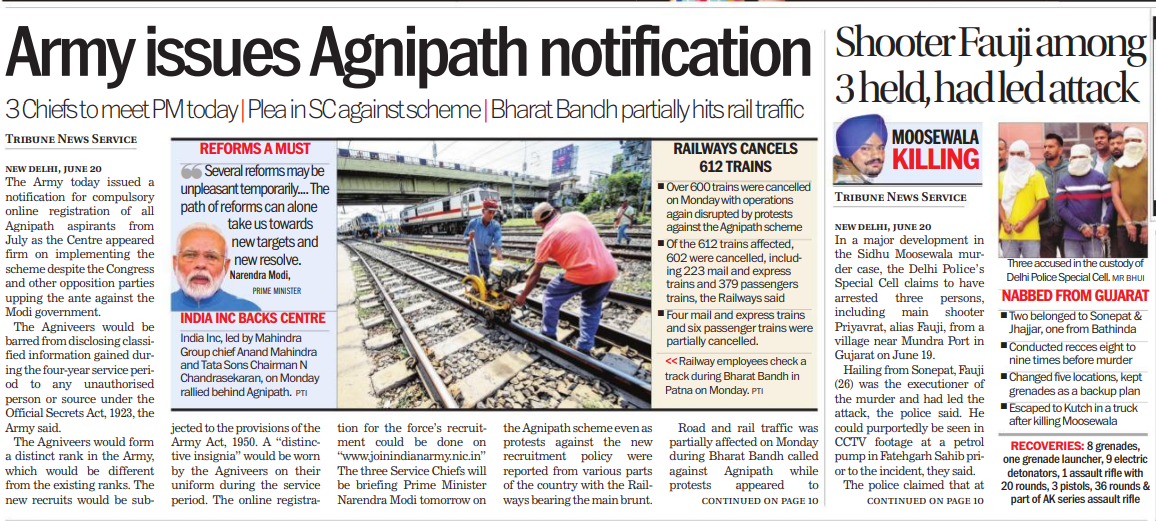 Army issues Agnipath notification
3 Chiefs to meet PM today | Plea in SC against scheme | Bharat Bandh partially hits rail traffic
TRIBUNE NEWS SERVICE
NEW DELHI, JUNE 20
The Army today issued a
notification for compulsory
online registration of all
Agnipath aspirants from
July as the Centre appeared
firm on implementing the
scheme despite the Congress
and other opposition parties
upping the ante against the
Modi government.
The Agniveers would be
barred from disclosing classi-
fied information gained dur-
ing the four-year service peri-
od to any unauthorised
person or source under the
Official Secrets Act, 1923, the
Army said.
The Agniveers would form
a distinct rank in the Army,
which would be different
from the existing ranks. The
new recruits would be sub-
REFORMS A MUST
“Several reforms may be
unpleasant temporarily.... The
path of reforms can alone
take us towards
new targets and
new resolve.
Narendra Modi,
PRIME MINISTER
INDIA INC BACKS CENTRE
India Inc, led by Mahindra
Group chief Anand Mahindra
and Tata Sons Chairman N
Chandrasekaran, on Monday
rallied behind Agnipath. PTI
RAILWAYS CANCELS
612 TRAINS
■ Over 600 trains were cancelled
on Monday with operations
again disrupted by protests
against the Agnipath scheme
■ Of the 612 trains affected,
602 were cancelled, includ-
ing 223 mail and express
trains and 379 passengers
trains, the Railways said
■ Four mail and express trains
and six passenger trains were
partially cancelled.
<< Railway employees check a
track during Bharat Bandh in
Patna on Monday. PTI
jected to the provisions of the
Army Act, 1950. A “distinc-
tive insignia” would be worn
by the Agniveers on their
uniform during the service
period. The online registra-
tion for the force's recruit-
ment could be done on
“www.joinindianarmy.nic.in”
The three Service Chiefs will
be briefing Prime Minister
Narendra Modi tomorrow on
the Agnipath scheme even as
protests against the new
recruitment policy were
reported from various parts
of the country with the Rail-
ways bearing the main brunt.
Road and rail traffic was
partially affected on Monday
during Bharat Bandh called
against Agnipath while
protests appeared to
CONTINUED ON PAGE 10
Shooter Fauji among
3 held, had led attack
MOOSEWALA
KILLING
TRIBUNE NEWS SERVICE
NEW DELHI, JUNE 20
In a major development in
the Sidhu Moosewala mur-
der case, the Delhi Police's
Special Cell claims to have
arrested three persons,
including main shooter
Priyavrat, alias Fauji, from a
village near Mundra Port in
Gujarat on June 19.
Hailing from Sonepat, Fauji
(26) was the executioner of
the murder and had led the
attack, the police said. He
could purportedly be seen in
CCTV footage at a petrol
pump in Fatehgarh Sahib pri-
or to the incident, they said.
The police claimed that at
CONTINUED ON PAGE 10
Three accused in the custody of
Delhi Police Special Cell. MR BHUI
NABBED FROM GUJARAT
■ Two belonged to Sonepat &
Jhajjar, one from Bathinda
■ Conducted recces eight to
nine times before murder
■ Changed five locations, kept
grenades as a backup plan
■ Escaped to Kutch in a truck
after killing Moosewala
RECOVERIES: 8 grenades,
one grenade launcher, 9 electric
detonators, 1 assault rifle with
20 rounds, 3 pistols, 36 rounds &
part of AK series assault rifle